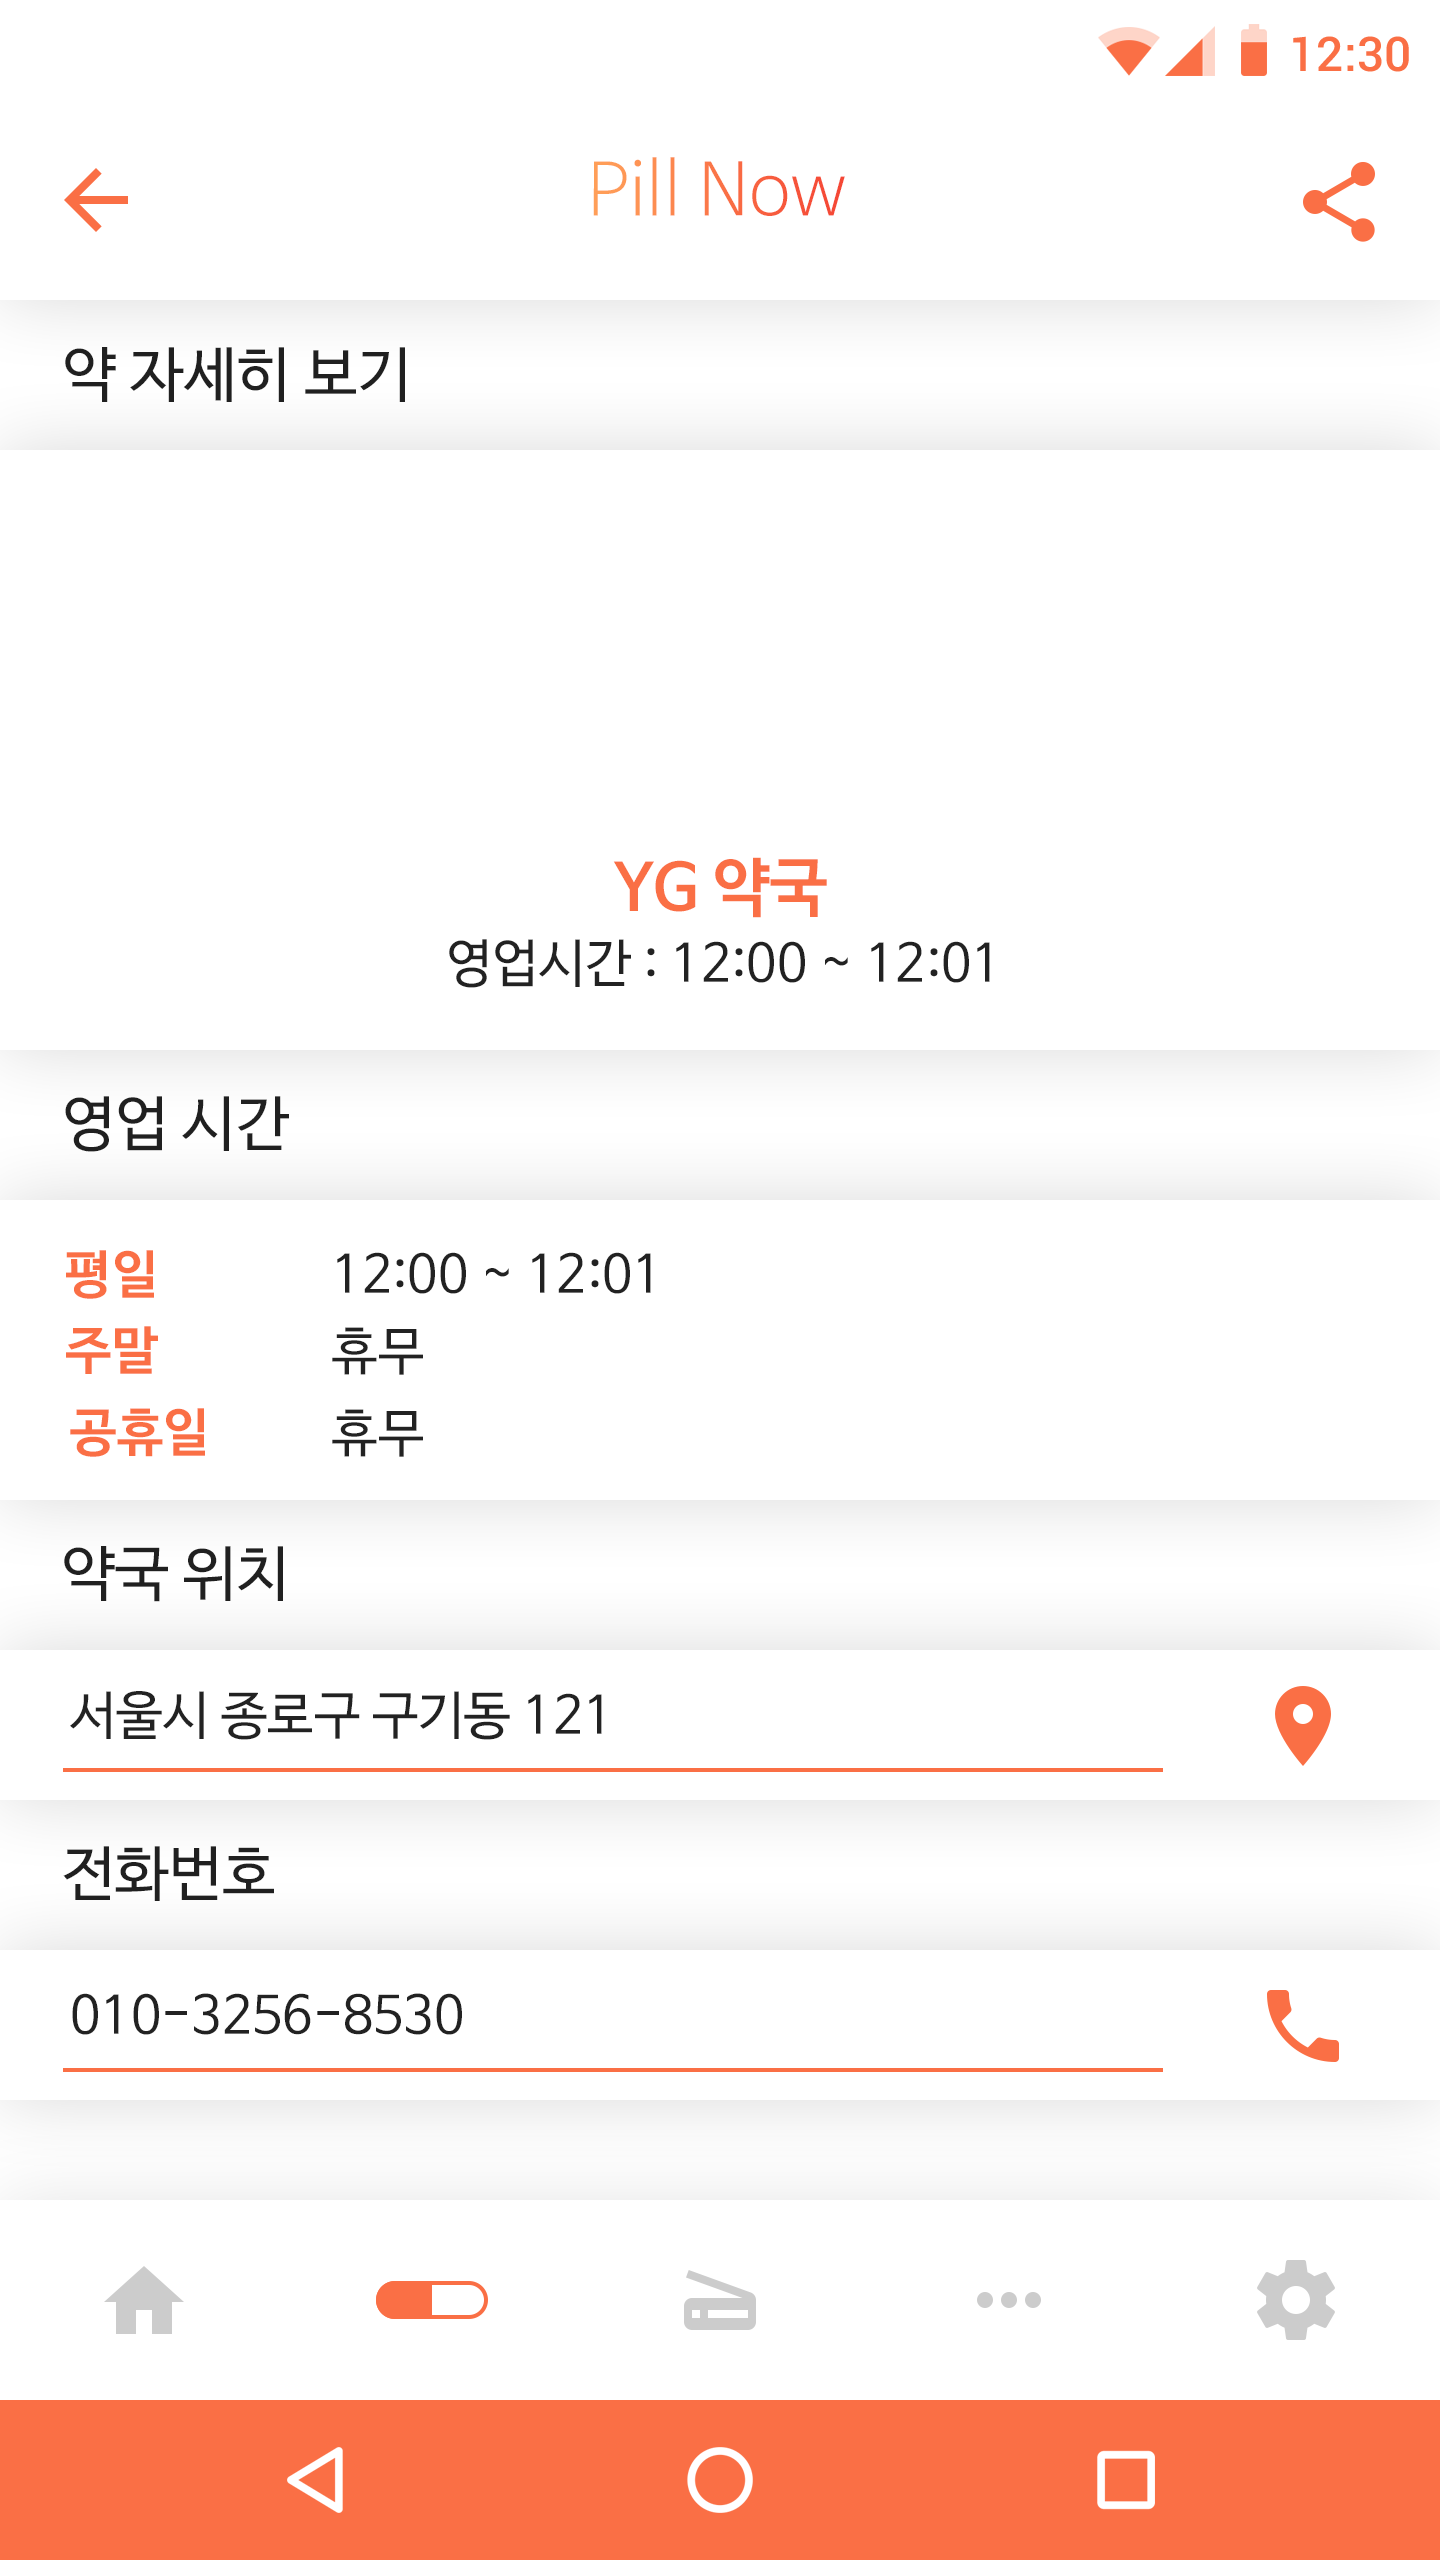 12:30
Pill Now
약 자세히 보기
YG 약국
영업시간 : 12:00 ~ 12:01
영업 시간
평일 12:00 ~ 12:01
주말 휴무
공휴일 휴무
약국 위치
서울시 종로구 구기동 121
전화번호
010-3256-8530